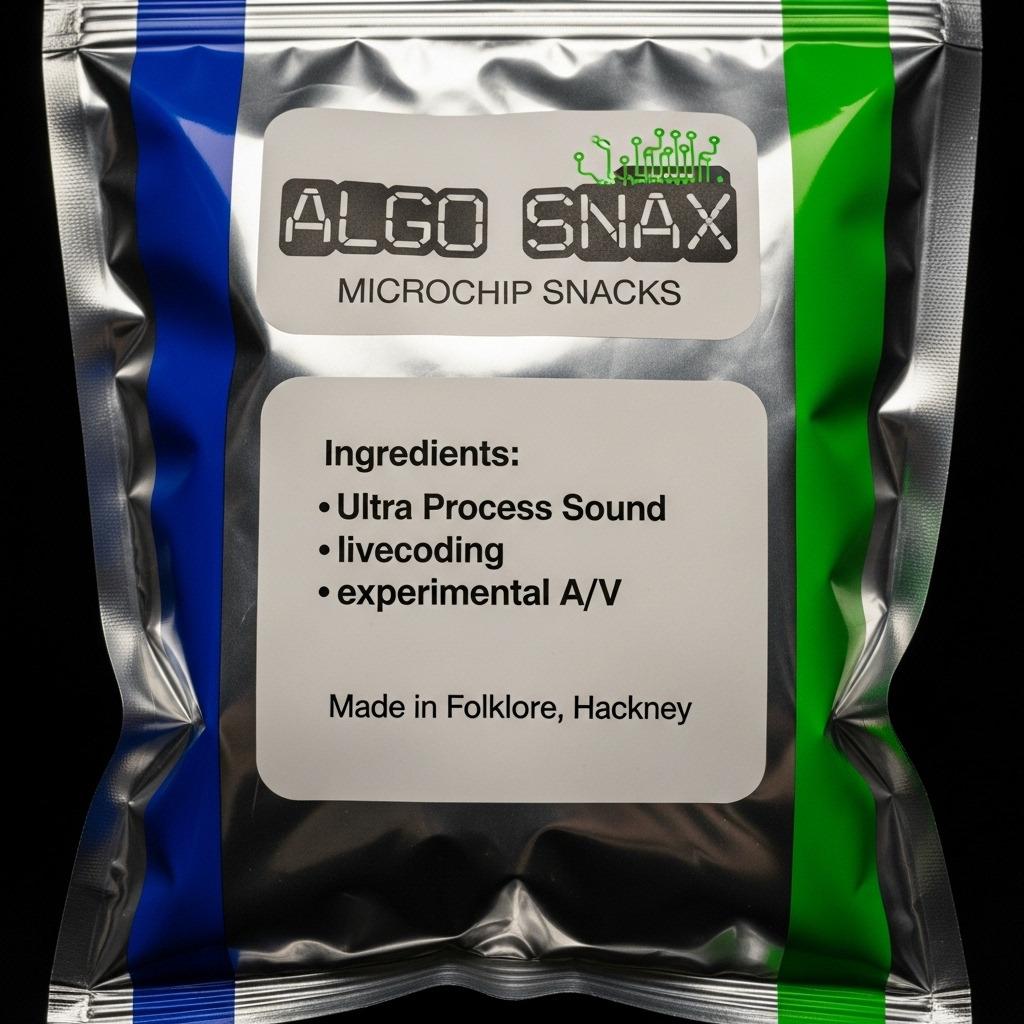 ALGO SNAX
MICROCHIP SNACKS
Ingredients:
• Ultra Process Sound
• livecoding
• experimental A/V
Made in Folklore, Hackney